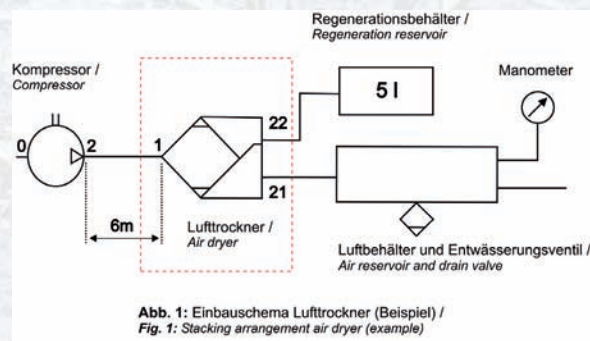 Regenerationsbehälter /
Regeneration reservoir
Kompressor /
Compressor
Manometer
5 l
0
2
1
22
21
6m
Lufttrockner /
Air dryer
Luftbehälter und Entwässerungsventil /
Air reservoir and drain valve
Abb. 1: Einbauschema Lufttrockner (Beispiel) /
Fig. 1: Stacking arrangement air dryer (example)